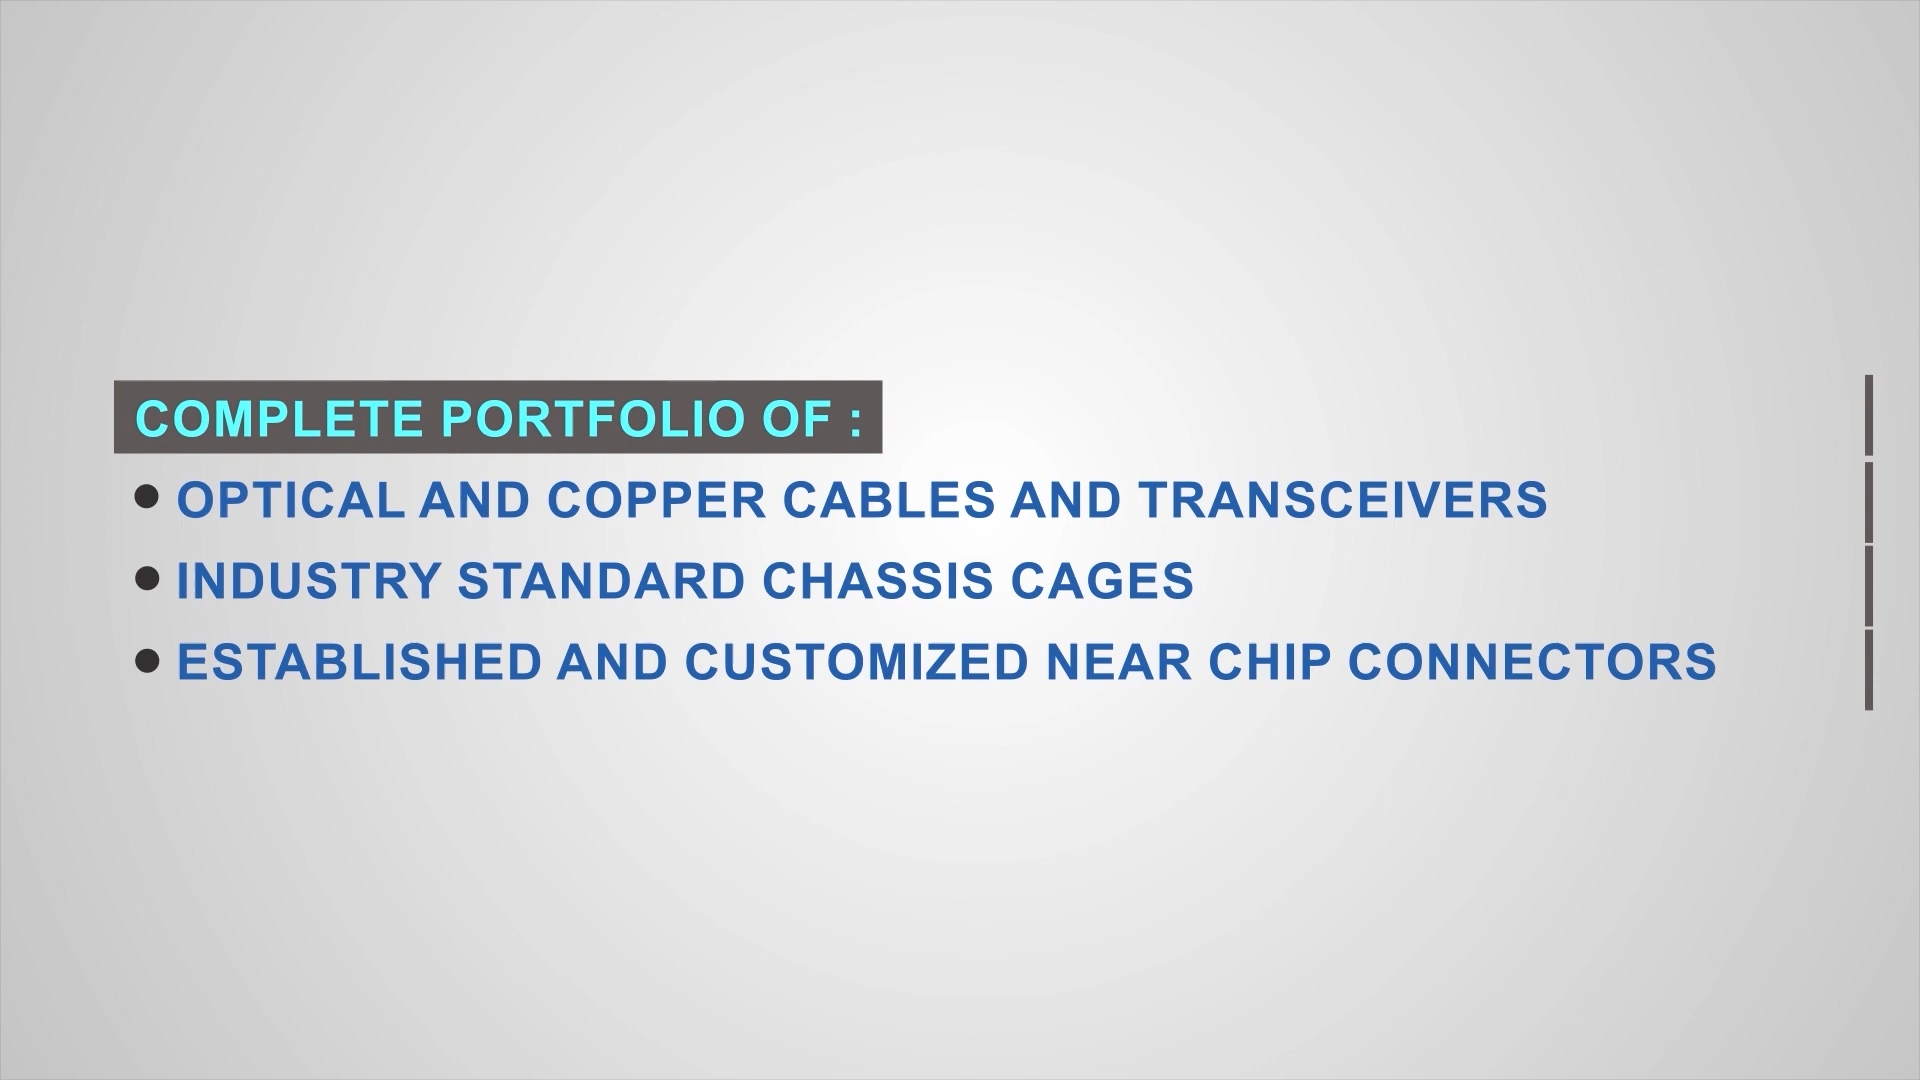 COMPLETE PORTFOLIO OF :
● OPTICAL AND COPPER CABLES AND TRANSCEIVERS
● INDUSTRY STANDARD CHASSIS CAGES
● ESTABLISHED AND CUSTOMIZED NEAR CHIP CONNECTORS